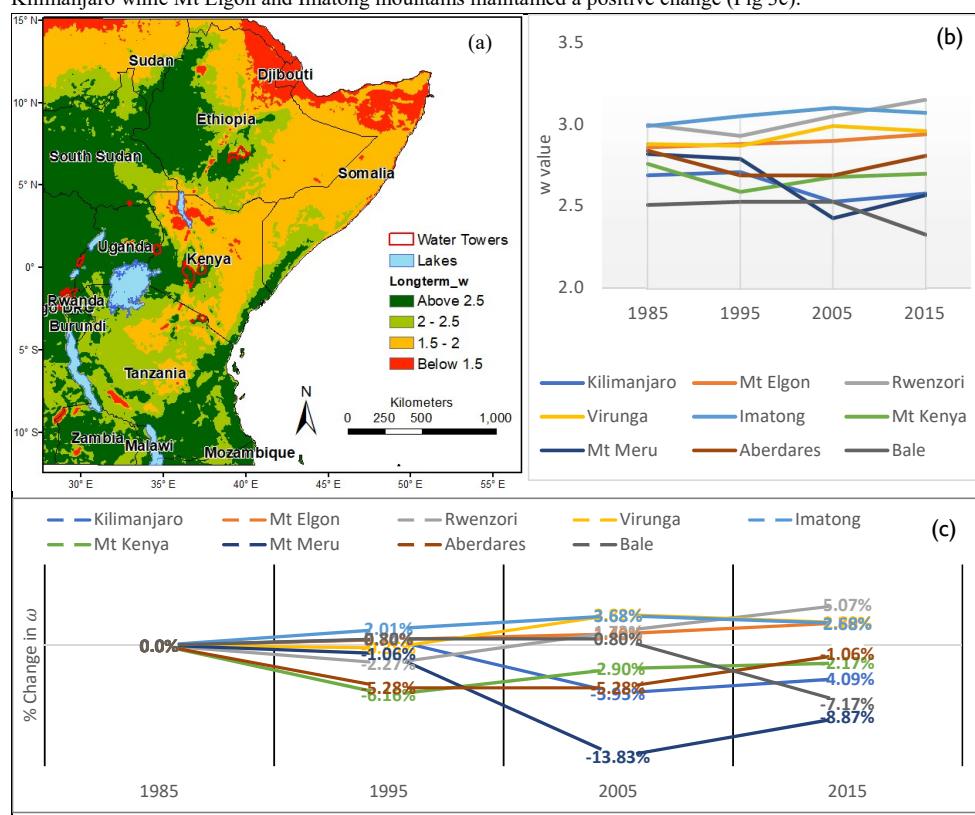 Kilimanjaro while Mt Elgon and Imatong mountains maintained a positive change (Fig 3c).
(a)
15° N
10° N
5° N
0°
5° S
10° S
Sudan
Djibouti
Ethiopia
South Sudan
Somalia
Uganda
Kenya
Rwanda
Burundi
Tanzania
Zambia
Malawi
Mozambique
Water Towers
Lakes
Longterm_w
Above 2.5
2 - 2.5
1.5 - 2
Below 1.5
N
Kilometers
0 250 500 1,000
30° E 35° E 40° E 45° E 50° E 55° E
(b)
3.5
3.0
2.5
2.0
w value
1985 1995 2005 2015
Kilimanjaro Mt Elgon Rwenzori
Virunga Imatong Mt Kenya
Mt Meru Aberdares Bale
(c)
Kilimanjaro Mt Elgon Rwenzori Virunga Imatong
Mt Kenya Mt Meru Aberdares Bale
% Change in ω
0.0%
2.01%
0.80%
-1.06%
-2.27%
-5.28%
-6.16%
3.68%
0.80%
-2.90%
-5.28%
-13.83%
5.07%
2.68%
-1.06%
-2.17%
-4.09%
-7.17%
-8.87%
1985 1995 2005 2015